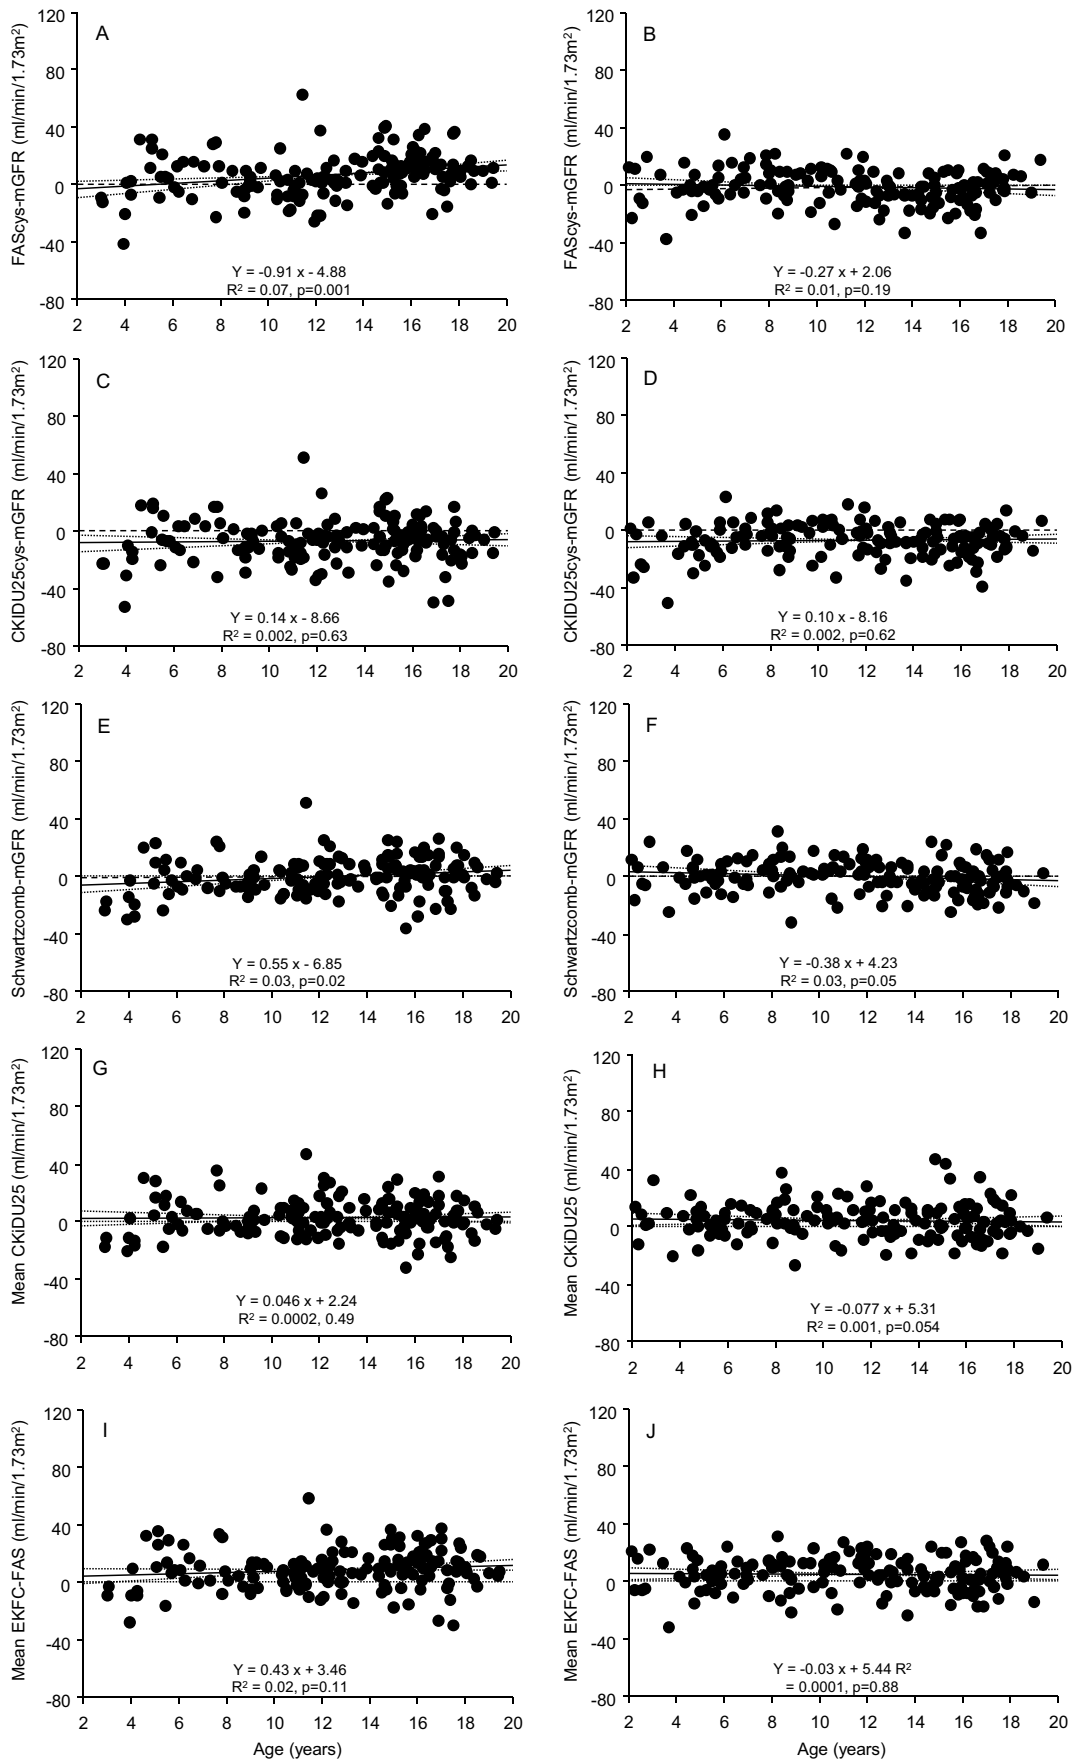 A
FAScys-mGFR (ml/min/1.73m²)
120
80
40
0
-40
-80
Y = -0.91 x - 4.88
R² = 0.07, p=0.001
2 4 6 8 10 12 14 16 18 20
B
FAScys-mGFR (ml/min/1.73m²)
120
80
40
0
-40
-80
Y = -0.27 x + 2.06
R² = 0.01, p=0.19
2 4 6 8 10 12 14 16 18 20
C
CKIDU25cys-mGFR (ml/min/1.73m²)
120
80
40
0
-40
-80
Y = 0.14 x - 8.66
R² = 0.002, p=0.63
2 4 6 8 10 12 14 16 18 20
D
CKIDU25cys-mGFR (ml/min/1.73m²)
120
80
40
0
-40
-80
Y = 0.10 x - 8.16
R² = 0.002, p=0.62
2 4 6 8 10 12 14 16 18 20
E
Schwartzcomb-mGFR (ml/min/1.73m²)
120
80
40
0
-40
-80
Y = 0.55 x - 6.85
R² = 0.03, p=0.02
2 4 6 8 10 12 14 16 18 20
F
Schwartzcomb-mGFR (ml/min/1.73m²)
120
80
40
0
-40
-80
Y = -0.38 x + 4.23
R² = 0.03, p=0.05
2 4 6 8 10 12 14 16 18 20
G
Mean CKiDU25 (ml/min/1.73m²)
120
80
40
0
-40
-80
Y = 0.046 x + 2.24
R² = 0.0002, 0.49
2 4 6 8 10 12 14 16 18 20
H
Mean CKiDU25 (ml/min/1.73m²)
120
80
40
0
-40
-80
Y = -0.077 x + 5.31
R² = 0.001, p=0.054
2 4 6 8 10 12 14 16 18 20
I
Mean EKFC-FAS (ml/min/1.73m²)
120
80
40
0
-40
-80
Y = 0.43 x + 3.46
R² = 0.02, p=0.11
2 4 6 8 10 12 14 16 18 20
Age (years)
J
Mean EKFC-FAS (ml/min/1.73m²)
120
80
40
0
-40
-80
Y = -0.03 x + 5.44 R²
= 0.0001, p=0.88
2 4 6 8 10 12 14 16 18 20
Age (years)